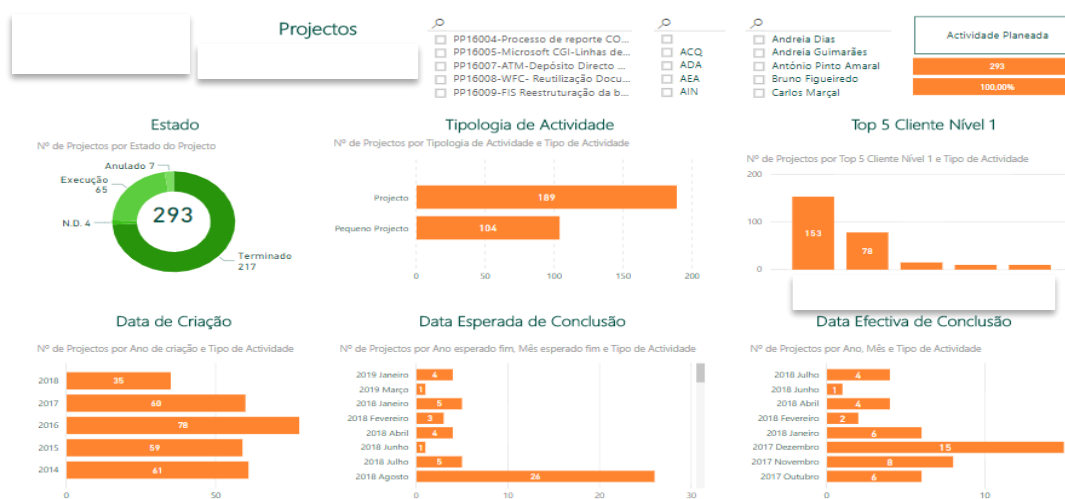 Projectos
PP16004-Processo de reporte CO...
PP16005-Microsoft CGI-Linhas de...
PP16007-ATM-Depósito Directo ...
PP16008-WFC- Reutilização Docu...
PP16009-FIS Reestruturação da b...
ACQ
ADA
AEA
AIN
Andreia Dias
Andreia Guimarães
António Pinto Amaral
Bruno Figueiredo
Carlos Marçal
Actividade Planeada
293
100,00%
Estado
Nº de Projectos por Estado do Projecto
Anulado 7
Execução
65
N.D. 4
293
Terminado
217
Tipologia de Actividade
Nº de Projectos por Tipologia de Actividade e Tipo de Actividade
Projecto
189
Pequeno Projecto
104
0 50 100 150 200
Top 5 Cliente Nível 1
Nº de Projectos por Top 5 Cliente Nível 1 e Tipo de Actividade
200
100
0
153
78
Data de Criação
Nº de Projectos por Ano de criação e Tipo de Actividade
2018 35
2017 60
2016 78
2015 59
2014 61
0 50
Data Esperada de Conclusão
Nº de Projectos por Ano esperado fim, Mês esperado fim e Tipo de Actividade
2019 Janeiro 4
2019 Março 1
2018 Janeiro 5
2018 Fevereiro 3
2018 Abril 4
2018 Junho 1
2018 Julho 5
2018 Agosto 26
0 10 20 30
Data Efectiva de Conclusão
Nº de Projectos por Ano, Mês e Tipo de Actividade
2018 Julho 4
2018 Junho 1
2018 Abril 4
2018 Fevereiro 2
2018 Janeiro 6
2017 Dezembro 15
2017 Novembro 8
2017 Outubro 6
0 10